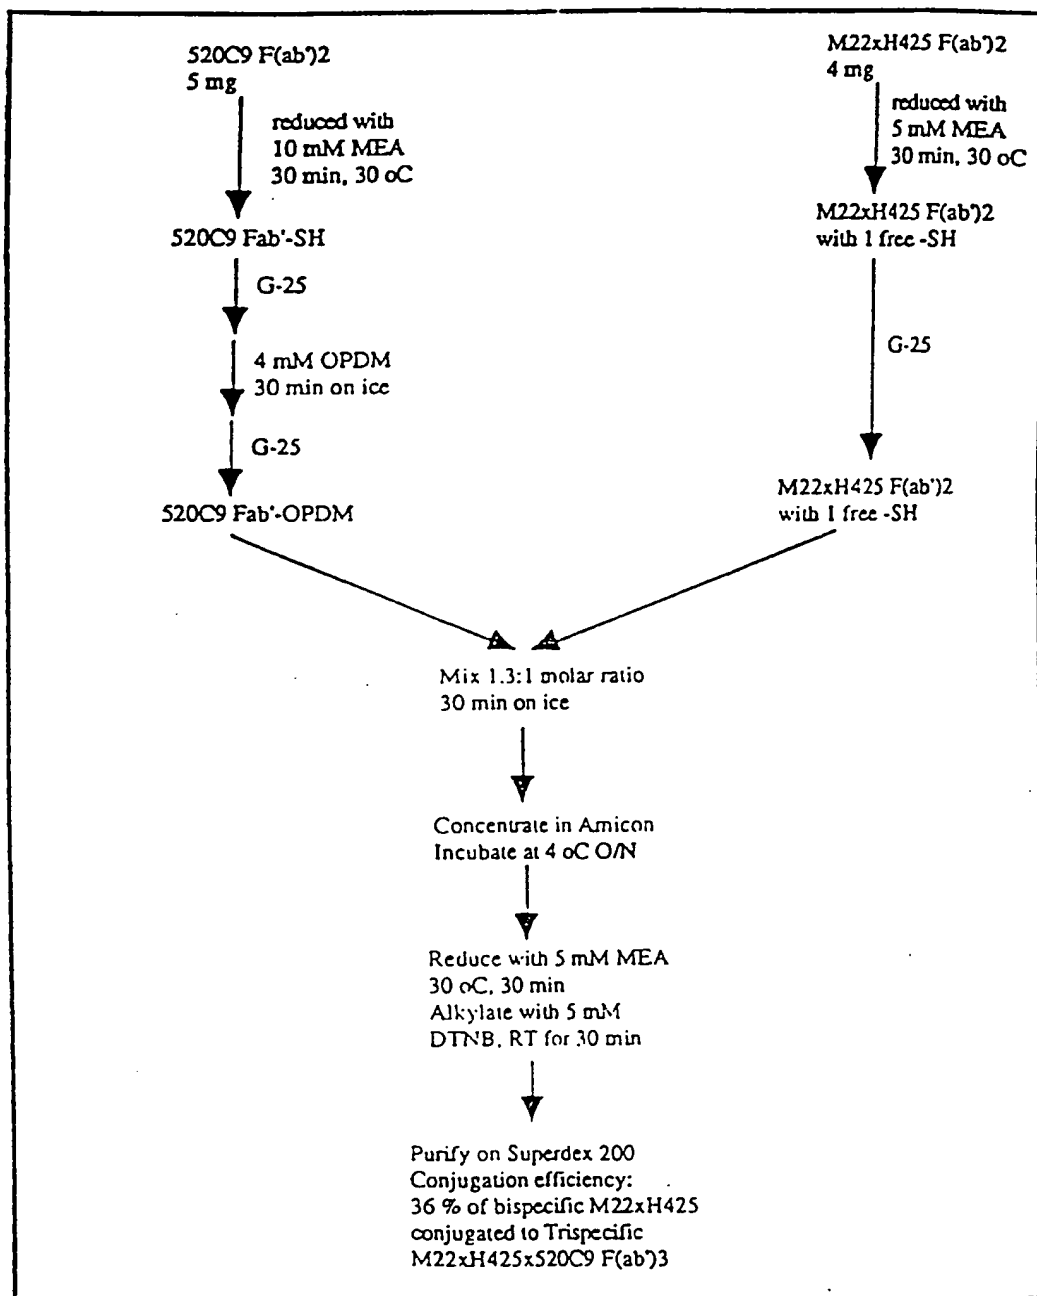 520C9 F(ab')2
5 mg
reduced with
10 mM MEA
30 min, 30 oC
520C9 Fab'-SH
G-25
4 mM OPDM
30 min on ice
G-25
520C9 Fab'-OPDM
M22xH425 F(ab')2
4 mg
reduced with
5 mM MEA
30 min, 30 oC
M22xH425 F(ab')2
with 1 free -SH
G-25
M22xH425 F(ab')2
with 1 free -SH
Mix 1.3:1 molar ratio
30 min on ice
Concentrate in Amicon
Incubate at 4 oC O/N
Reduce with 5 mM MEA
30 oC, 30 min
Alkylate with 5 mM
DTNB, RT for 30 min
Purify on Superdex 200
Conjugation efficiency:
36 % of bispecific M22xH425
conjugated to Trispecific
M22xH425x520C9 F(ab')3